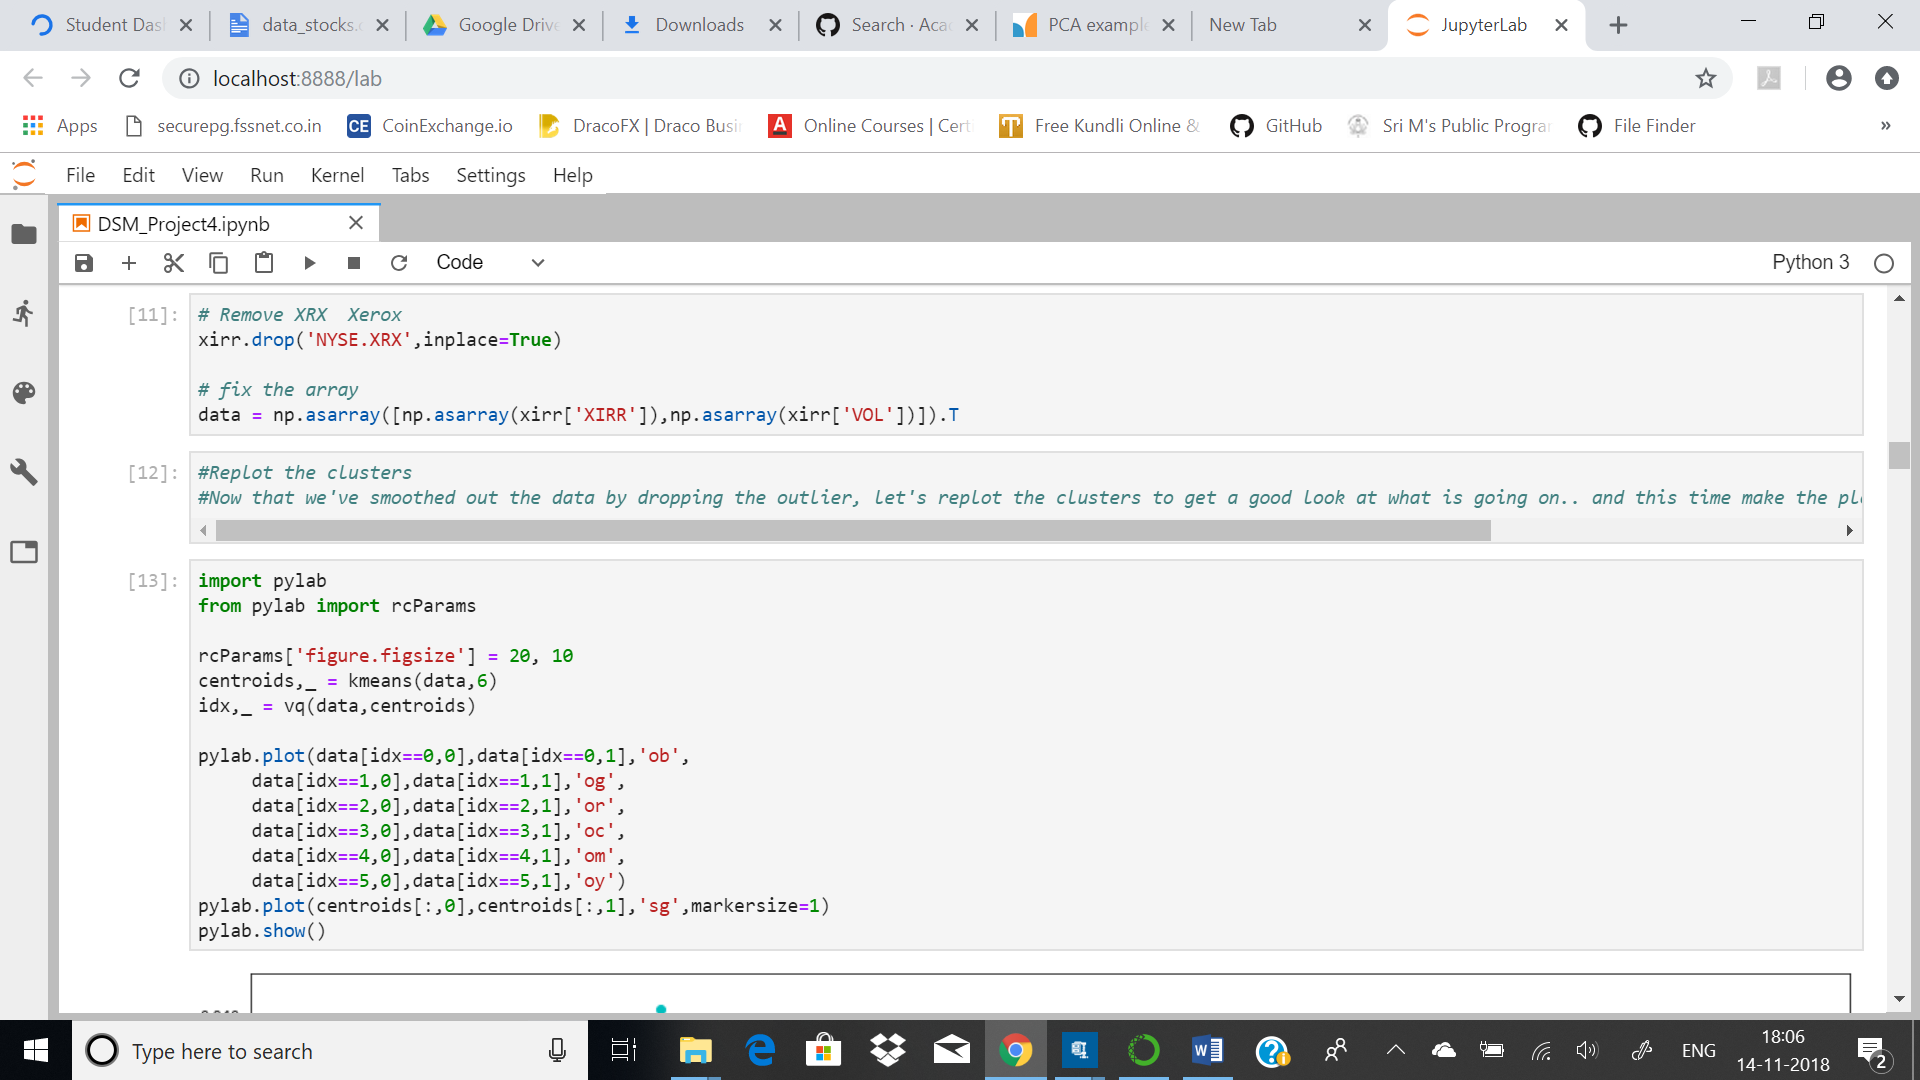 Student Das
data_stocks.c
Google Drive
Downloads
Search · Aca
PCA example
New Tab
JupyterLab
localhost:8888/lab
Apps
securepg.fssnet.co.in
CE CoinExchange.io
DracoFX | Draco Busi
A Online Courses | Cert
T Free Kundli Online &
GitHub
Sri M's Public Program
File Finder
»
File Edit View Run Kernel Tabs Settings Help
DSM_Project4.ipynb
Code
Python 3
[11]:
# Remove XRX  Xerox
xirr.drop('NYSE.XRX',inplace=True)
# fix the array
data = np.asarray([np.asarray(xirr['XIRR']),np.asarray(xirr['VOL'])]).T
[12]:
#Replot the clusters
#Now that we've smoothed out the data by dropping the outlier, let's replot the clusters to get a good look at what is going on.. and this time make the pl
[13]:
import pylab
from pylab import rcParams
rcParams['figure.figsize'] = 20, 10
centroids,_ = kmeans(data,6)
idx,_ = vq(data,centroids)
pylab.plot(data[idx==0,0],data[idx==0,1],'ob',
     data[idx==1,0],data[idx==1,1],'og',
     data[idx==2,0],data[idx==2,1],'or',
     data[idx==3,0],data[idx==3,1],'oc',
     data[idx==4,0],data[idx==4,1],'om',
     data[idx==5,0],data[idx==5,1],'oy')
pylab.plot(centroids[:,0],centroids[:,1],'sg',markersize=1)
pylab.show()
Type here to search
ENG
18:06
14-11-2018
2